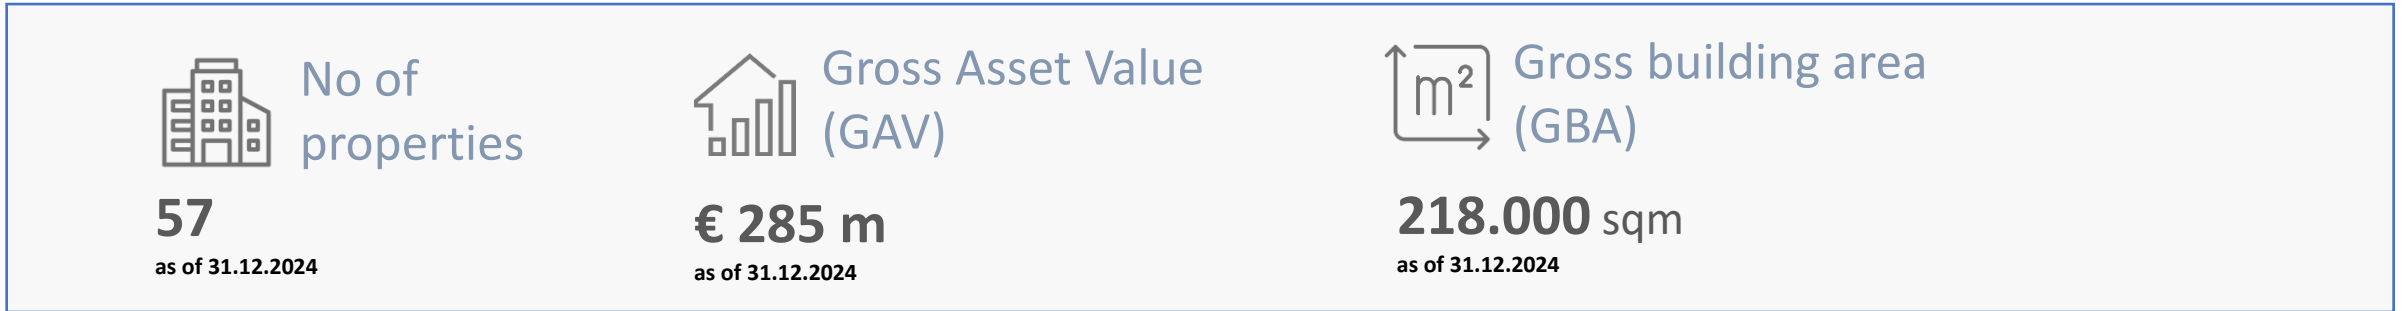 No of
properties
57
as of 31.12.2024
Gross Asset Value
(GAV)
€ 285 m
as of 31.12.2024
m²
Gross building area
(GBA)
218.000 sqm
as of 31.12.2024